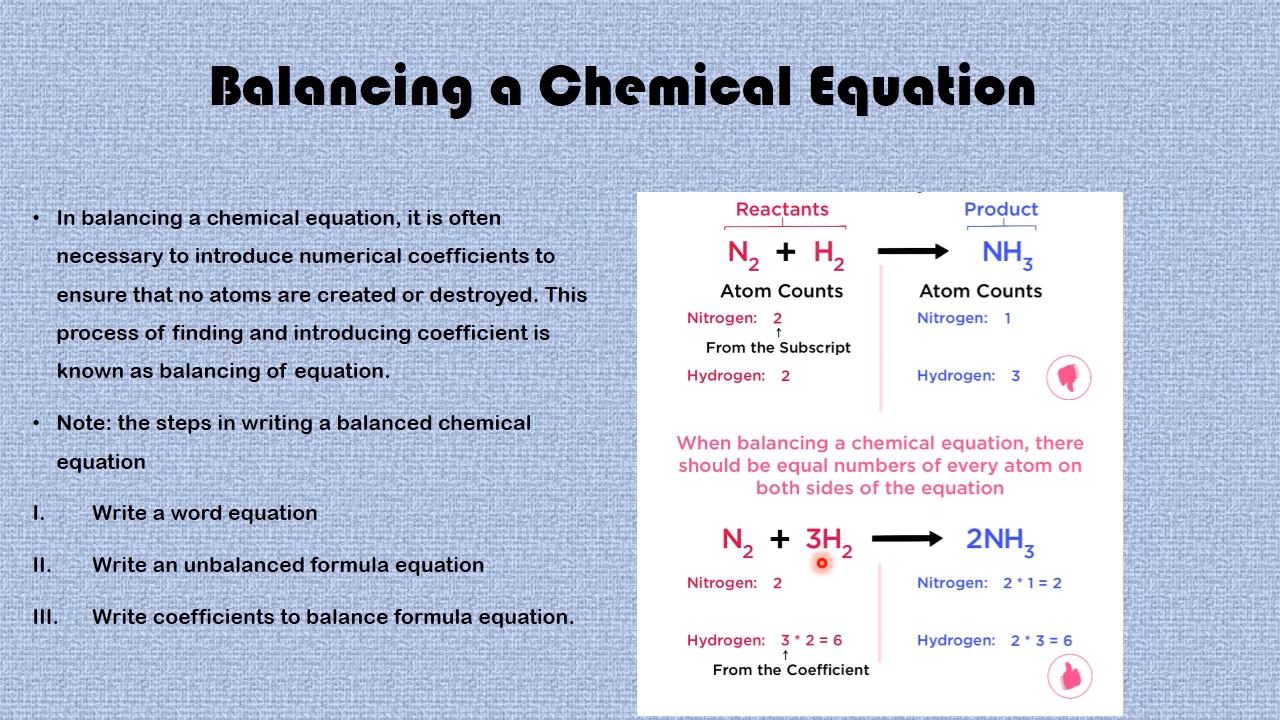 Balancing a Chemical Equation
• In balancing a chemical equation, it is often
necessary to introduce numerical coefficients to
ensure that no atoms are created or destroyed. This
process of finding and introducing coefficient is
known as balancing of equation.
• Note: the steps in writing a balanced chemical
equation
I. Write a word equation
II. Write an unbalanced formula equation
III. Write coefficients to balance formula equation.
Reactants Product
N₂ + H₂ → NH₃
Atom Counts Atom Counts
Nitrogen: 2 Nitrogen: 1
↑
From the Subscript
Hydrogen: 2 Hydrogen: 3
When balancing a chemical equation, there
should be equal numbers of every atom on
both sides of the equation
N₂ + 3H₂ → 2NH₃
Nitrogen: 2 Nitrogen: 2 * 1 = 2
Hydrogen: 3 * 2 = 6 Hydrogen: 2 * 3 = 6
↑
From the Coefficient